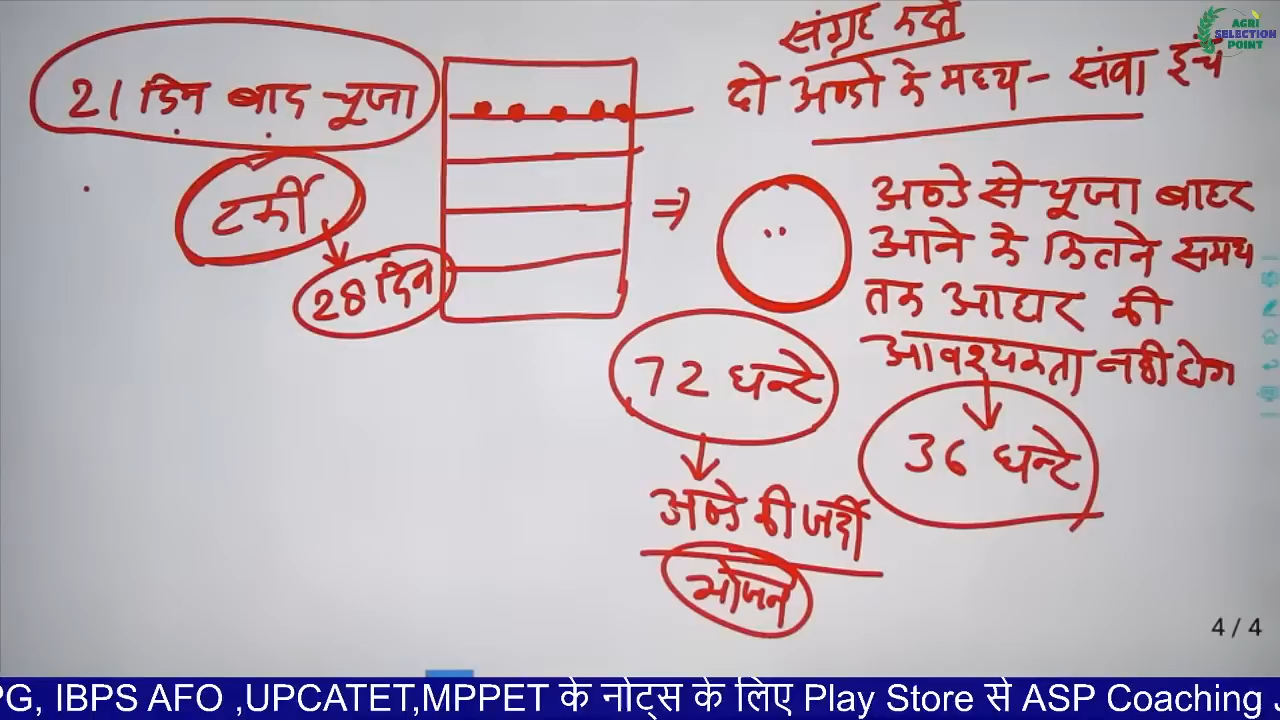 संग्रह करते
दो अण्डो के मध्य - सवा इंच
21 दिन बाद चूजा
टर्की
28 दिन
⇒
अण्डे से चूजा बाहर
आने के कितने समय
तक आहार की
आवश्यकता नही होग
72 घन्टे
36 घन्टे
अण्डे की जर्दी
भोजन
4 / 4
AGRI
SELECTION
POINT
PG, IBPS AFO ,UPCATET,MPPET के नोट्स के लिए Play Store से ASP Coaching